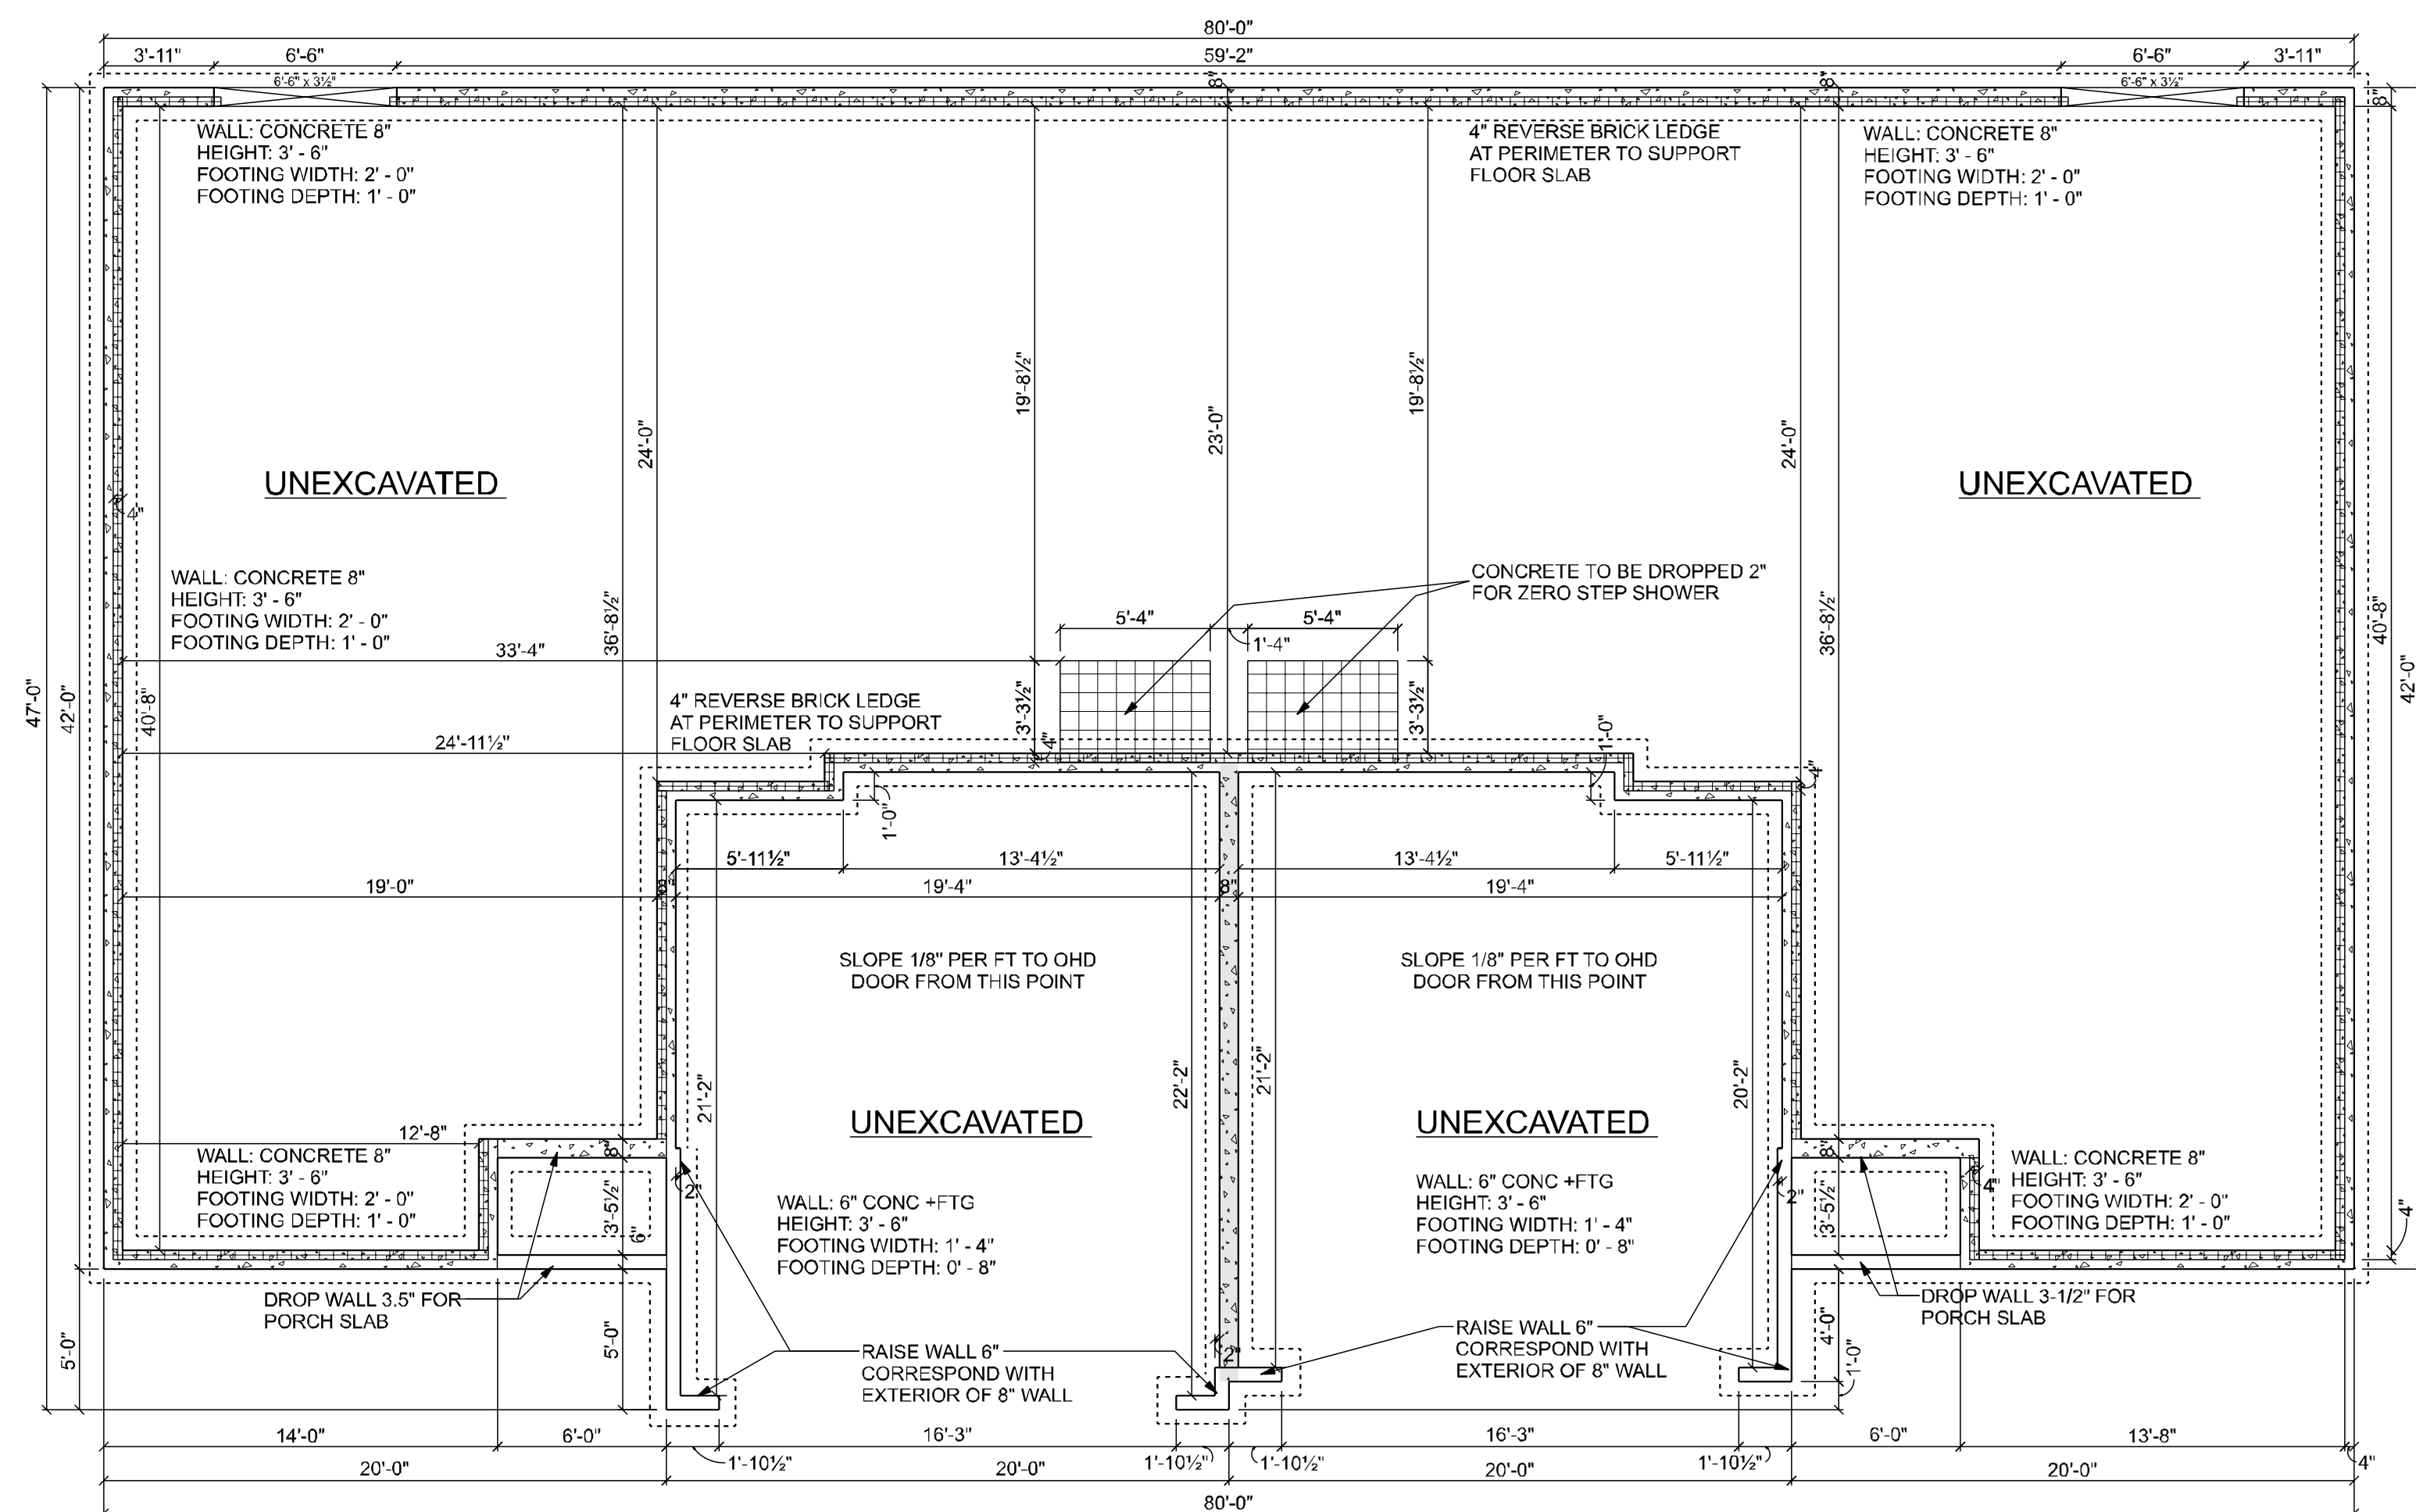 80'-0"
3'-11"
6'-6"
59'-2"
6'-6"
3'-11"
6'-6" x 3½"
8"
8"
6'-6" x 3½"
8"
WALL: CONCRETE 8"
HEIGHT: 3' - 6"
FOOTING WIDTH: 2' - 0"
FOOTING DEPTH: 1' - 0"
4" REVERSE BRICK LEDGE
AT PERIMETER TO SUPPORT
FLOOR SLAB
WALL: CONCRETE 8"
HEIGHT: 3' - 6"
FOOTING WIDTH: 2' - 0"
FOOTING DEPTH: 1' - 0"
19'-8½"
19'-8½"
24'-0"
23'-0"
24'-0"
UNEXCAVATED
UNEXCAVATED
4"
WALL: CONCRETE 8"
HEIGHT: 3' - 6"
FOOTING WIDTH: 2' - 0"
FOOTING DEPTH: 1' - 0"
36'-8½"
CONCRETE TO BE DROPPED 2"
FOR ZERO STEP SHOWER
36'-8½"
40'-8"
5'-4"
5'-4"
1'-4"
33'-4"
47'-0"
42'-0"
40'-8"
42'-0"
4" REVERSE BRICK LEDGE
AT PERIMETER TO SUPPORT
FLOOR SLAB
3'-3½"
3'-3½"
24'-11½"
4"
1'-0"
4"
1'-0"
5'-11½"
13'-4½"
13'-4½"
5'-11½"
19'-0"
8"
19'-4"
8"
19'-4"
SLOPE 1/8" PER FT TO OHD
DOOR FROM THIS POINT
SLOPE 1/8" PER FT TO OHD
DOOR FROM THIS POINT
21'-2"
22'-2"
21'-2"
20'-2"
UNEXCAVATED
UNEXCAVATED
12'-8"
WALL: CONCRETE 8"
HEIGHT: 3' - 6"
FOOTING WIDTH: 2' - 0"
FOOTING DEPTH: 1' - 0"
8"
3'-5½"
6"
2"
WALL: 6" CONC +FTG
HEIGHT: 3' - 6"
FOOTING WIDTH: 1' - 4"
FOOTING DEPTH: 0' - 8"
WALL: 6" CONC +FTG
HEIGHT: 3' - 6"
FOOTING WIDTH: 1' - 4"
FOOTING DEPTH: 0' - 8"
2"
8"
3'-5½"
4"
WALL: CONCRETE 8"
HEIGHT: 3' - 6"
FOOTING WIDTH: 2' - 0"
FOOTING DEPTH: 1' - 0"
4"
DROP WALL 3.5" FOR
PORCH SLAB
DROP WALL 3-1/2" FOR
PORCH SLAB
5'-0"
5'-0"
RAISE WALL 6"
CORRESPOND WITH
EXTERIOR OF 8" WALL
2"
RAISE WALL 6"
CORRESPOND WITH
EXTERIOR OF 8" WALL
4'-0"
1'-0"
14'-0"
6'-0"
16'-3"
16'-3"
6'-0"
13'-8"
1'-10½"
1'-10½"
1'-10½"
1'-10½"
4"
20'-0"
20'-0"
20'-0"
20'-0"
80'-0"